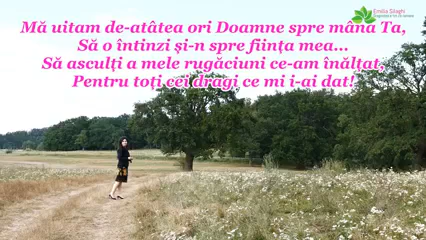 Emilia Silaghi
Mă uitam de-atâtea ori Doamne spre mâna Ta,
Să o întinzi și-n spre ființa mea...
Să asculți a mele rugăciuni ce-am înălțat,
Pentru toți cei dragi ce mi i-ai dat!